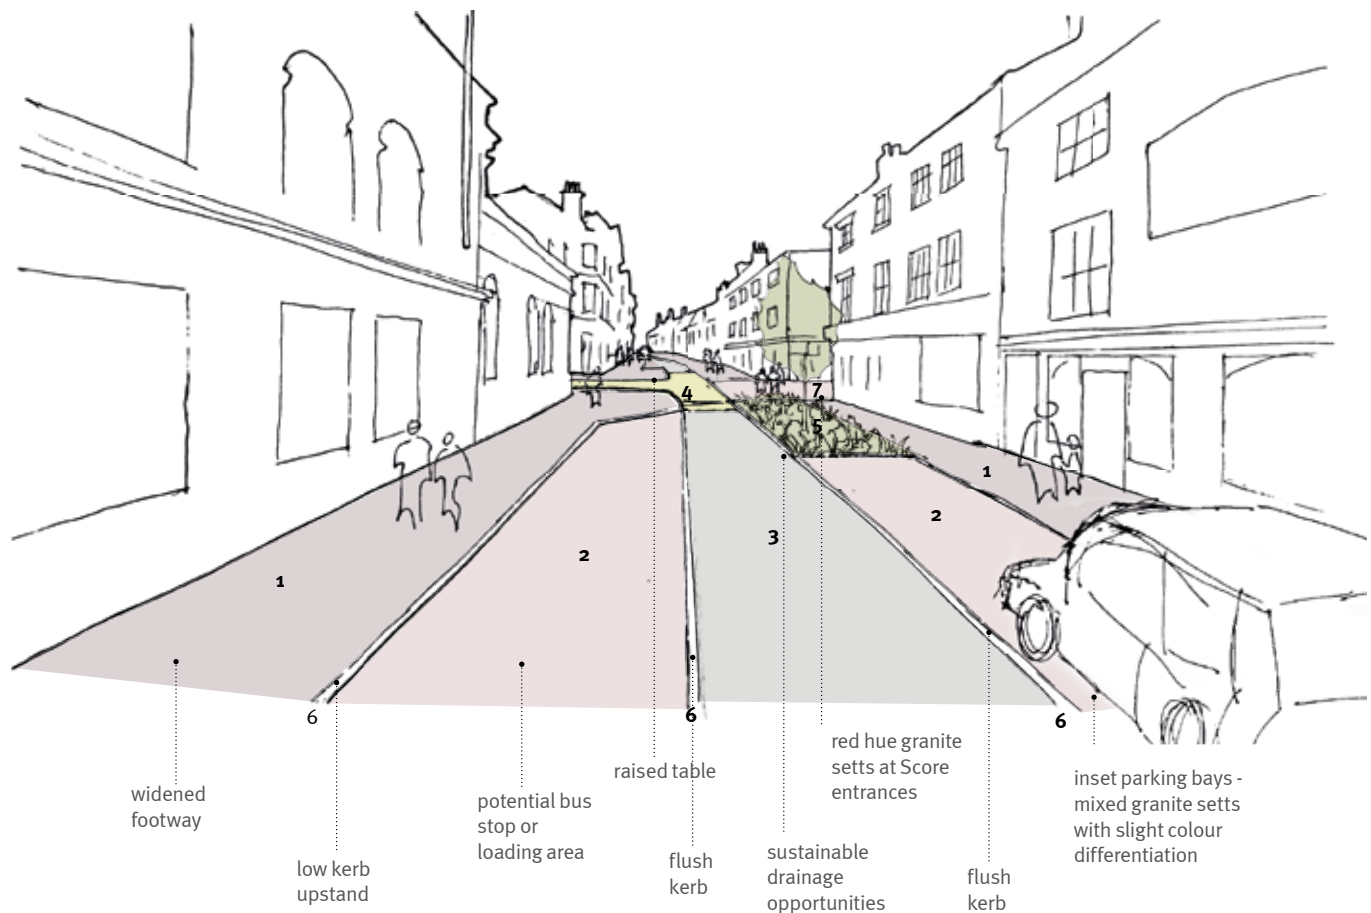 7
4
5
1
2
3
2
1
6
6
6
red hue granite
setts at Score
entrances
raised table
inset parking bays -
mixed granite setts
with slight colour
differentiation
widened
footway
potential bus
stop or
loading area
low kerb
upstand
flush
kerb
sustainable
drainage
opportunities
flush
kerb